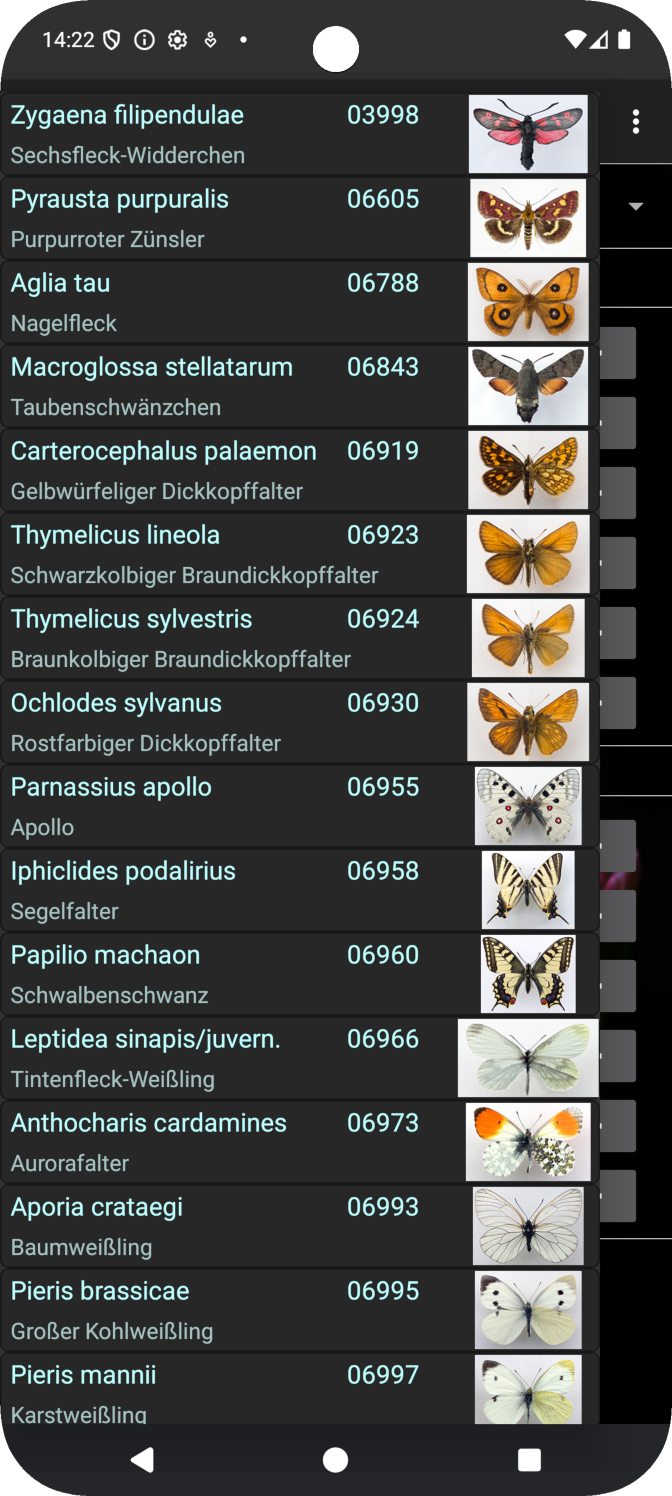 14:22
Zygaena filipendulae 03998
Sechsfleck-Widderchen
Pyrausta purpuralis 06605
Purpurroter Zünsler
Aglia tau 06788
Nagelfleck
Macroglossa stellatarum 06843
Taubenschwänzchen
Carterocephalus palaemon 06919
Gelbwürfeliger Dickkopffalter
Thymelicus lineola 06923
Schwarzkolbiger Braundickkopffalter
Thymelicus sylvestris 06924
Braunkolbiger Braundickkopffalter
Ochlodes sylvanus 06930
Rostfarbiger Dickkopffalter
Parnassius apollo 06955
Apollo
Iphiclides podalirius 06958
Segelfalter
Papilio machaon 06960
Schwalbenschwanz
Leptidea sinapis/juvern. 06966
Tintenfleck-Weißling
Anthocharis cardamines 06973
Aurorafalter
Aporia crataegi 06993
Baumweißling
Pieris brassicae 06995
Großer Kohlweißling
Pieris mannii 06997
Karstweißling